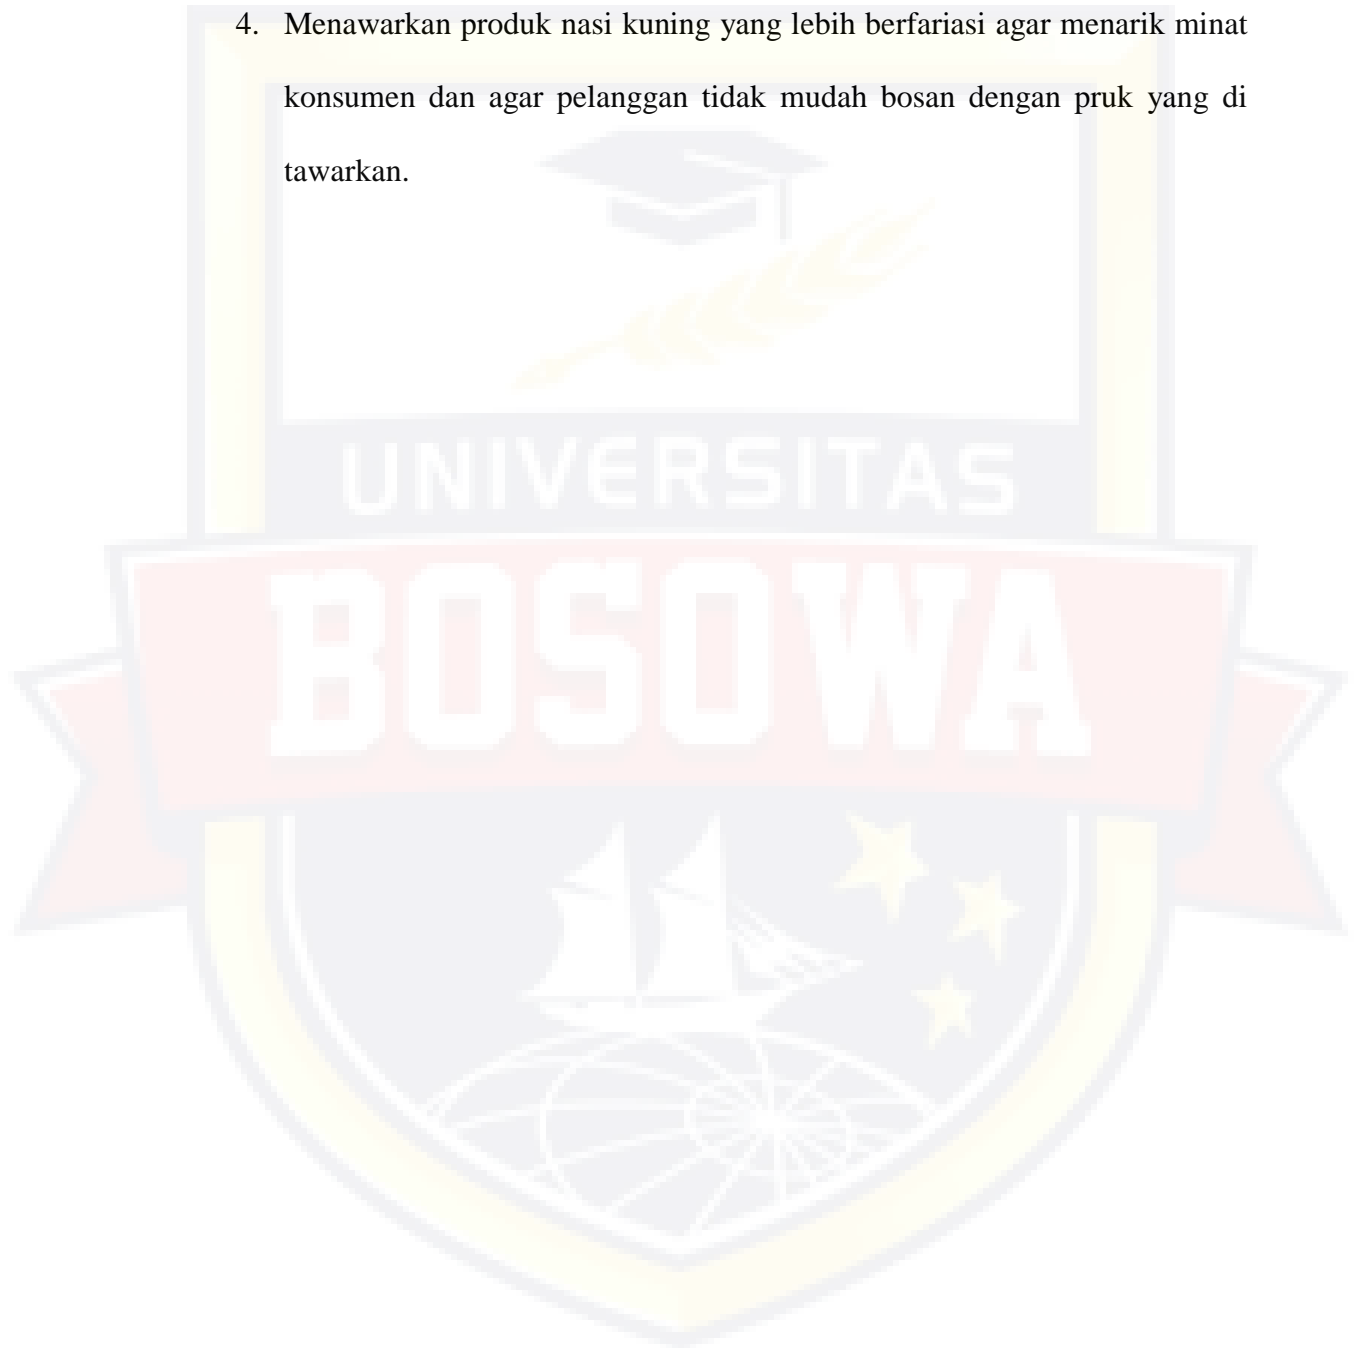 4. Menawarkan produk nasi kuning yang lebih berfariasi agar menarik minat
konsumen dan agar pelanggan tidak mudah bosan dengan pruk yang di
tawarkan.
UNIVERSITAS
BOSOWA